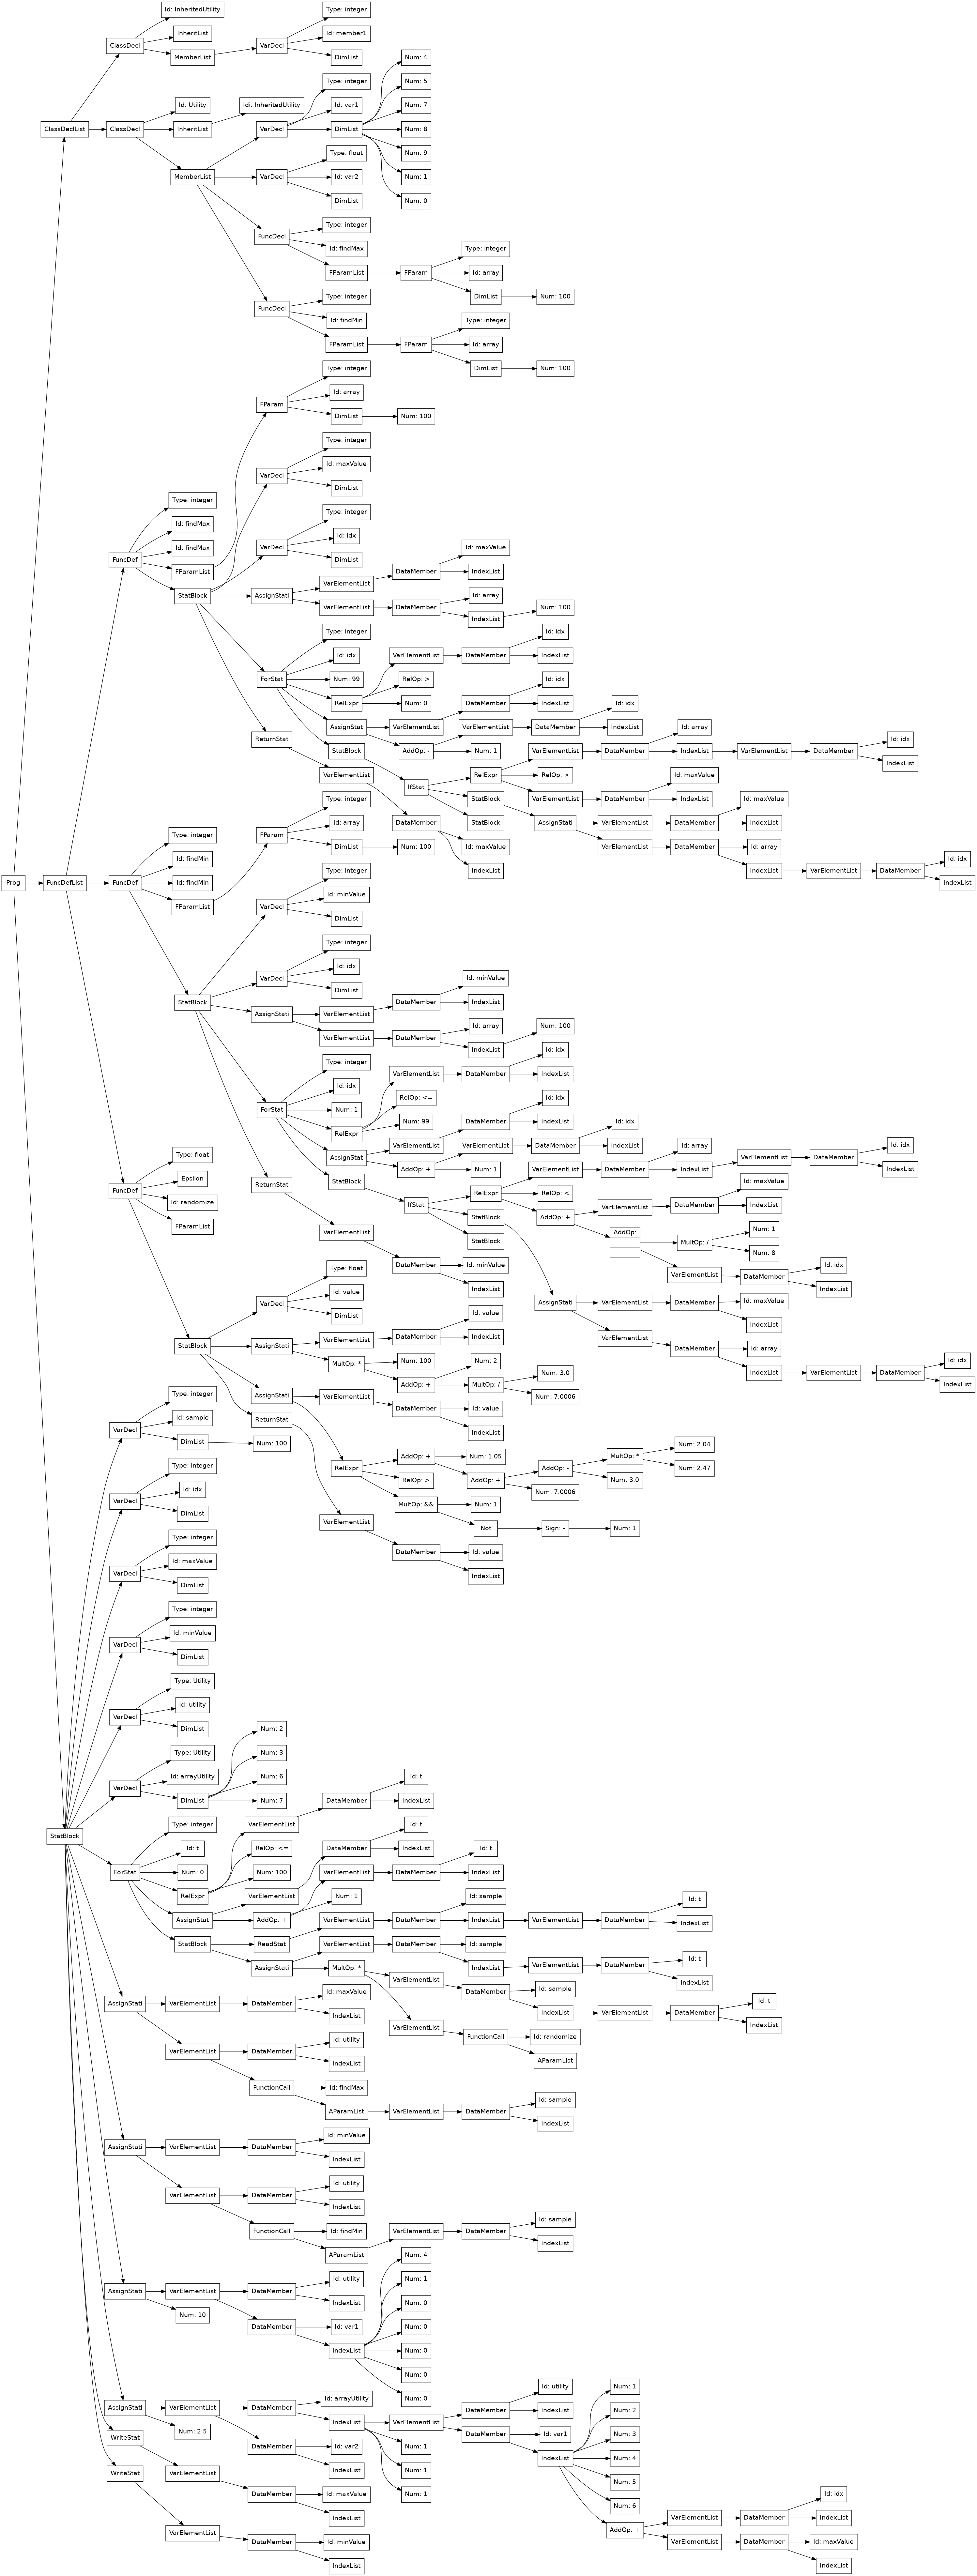 Id: InheritedUtility
Type: integer
ClassDecl
InheritList
Id: member1
MemberList
VarDecl
DimList
Num: 4
Type: integer
Num: 5
Id: Utility
Idi: InheritedUtility
Id: var1
Num: 7
ClassDeclList
ClassDecl
InheritList
VarDecl
DimList
Num: 8
Type: float
Num: 9
MemberList
VarDecl
Id: var2
Num: 1
DimList
Num: 0
Type: integer
FuncDecl
Id: findMax
Type: integer
FParamList
FParam
Id: array
Type: integer
DimList
Num: 100
FuncDecl
Id: findMin
Type: integer
FParamList
FParam
Id: array
Type: integer
DimList
Num: 100
Id: array
FParam
DimList
Num: 100
Type: integer
Id: maxValue
VarDecl
DimList
Type: integer
Type: integer
Id: findMax
Id: idx
VarDecl
Id: findMax
Id: maxValue
FuncDef
DimList
FParamList
DataMember
IndexList
VarElementList
StatBlock
AssignStati
Id: array
VarElementList
DataMember
Num: 100
IndexList
Type: integer
Id: idx
Id: idx
VarElementList
DataMember
IndexList
ForStat
Num: 99
RelOp: >
Id: idx
RelExpr
Num: 0
DataMember
IndexList
Id: idx
AssignStat
VarElementList
VarElementList
DataMember
IndexList
Id: array
ReturnStat
Id: idx
StatBlock
AddOp: -
Num: 1
VarElementList
DataMember
IndexList
VarElementList
DataMember
IndexList
VarElementList
RelExpr
RelOp: >
Id: maxValue
IfStat
StatBlock
VarElementList
DataMember
IndexList
Id: maxValue
Type: integer
DataMember
StatBlock
AssignStati
VarElementList
DataMember
IndexList
Id: array
FParam
Type: integer
DimList
Num: 100
Id: maxValue
VarElementList
DataMember
Id: array
Id: findMin
IndexList
IndexList
VarElementList
DataMember
Id: idx
IndexList
Prog
FuncDefList
FuncDef
Id: findMin
Type: integer
FParamList
VarDecl
Id: minValue
DimList
Type: integer
Id: idx
VarDecl
DimList
Id: minValue
StatBlock
DataMember
IndexList
AssignStati
VarElementList
VarElementList
DataMember
Id: array
Num: 100
IndexList
Type: integer
Id: idx
VarElementList
DataMember
IndexList
Id: idx
RelOp: <=
Id: idx
ForStat
Num: 1
Num: 99
DataMember
IndexList
Id: idx
RelExpr
VarElementList
VarElementList
DataMember
IndexList
Id: array
Id: idx
AssignStat
AddOp: +
Num: 1
VarElementList
DataMember
IndexList
VarElementList
DataMember
IndexList
Type: float
StatBlock
RelExpr
RelOp: <
Id: maxValue
Epsilon
ReturnStat
IfStat
StatBlock
VarElementList
DataMember
IndexList
FuncDef
Id: randomize
AddOp: +
Num: 1
FParamList
VarElementList
StatBlock
AddOp:
MultOp: /
Num: 8
Type: float
DataMember
Id: minValue
Id: idx
Id: value
IndexList
VarElementList
DataMember
IndexList
VarDecl
DimList
AssignStati
VarElementList
DataMember
Id: maxValue
Id: value
IndexList
VarElementList
DataMember
IndexList
VarElementList
DataMember
Id: array
StatBlock
AssignStati
MultOp: *
Num: 100
Num: 2
Id: idx
IndexList
VarElementList
DataMember
IndexList
AddOp: +
MultOp: /
Num: 3.0
Type: integer
AssignStati
VarElementList
Num: 7.0006
Id: sample
DataMember
Id: value
VarDecl
ReturnStat
IndexList
DimList
Num: 100
Num: 2.04
AddOp: +
Num: 1.05
MultOp: *
Num: 2.47
Type: integer
RelExpr
AddOp: -
RelOp: >
AddOp: +
Num: 3.0
Id: idx
Num: 7.0006
VarDecl
MultOp: &&
Num: 1
DimList
VarElementList
Not
Sign: -
Num: 1
Type: integer
DataMember
Id: value
Id: maxValue
VarDecl
IndexList
DimList
Type: integer
Id: minValue
VarDecl
DimList
Type: Utility
Id: utility
VarDecl
DimList
Num: 2
Type: Utility
Num: 3
Id: arrayUtility
Num: 6
Id: t
VarDecl
DimList
Num: 7
DataMember
IndexList
Type: integer
VarElementList
Id: t
StatBlock
Id: t
RelOp: <=
DataMember
IndexList
Id: t
ForStat
Num: 0
Num: 100
VarElementList
DataMember
IndexList
RelExpr
VarElementList
Num: 1
Id: sample
Id: t
AssignStat
AddOp: +
VarElementList
DataMember
IndexList
VarElementList
DataMember
IndexList
StatBlock
ReadStat
VarElementList
DataMember
Id: sample
Id: t
AssignStati
MultOp: *
IndexList
VarElementList
DataMember
IndexList
VarElementList
DataMember
Id: sample
Id: t
Id: maxValue
IndexList
VarElementList
DataMember
IndexList
AssignStati
VarElementList
DataMember
IndexList
VarElementList
FunctionCall
Id: randomize
Id: utility
AParamList
VarElementList
DataMember
IndexList
FunctionCall
Id: findMax
Id: sample
AParamList
VarElementList
DataMember
IndexList
Id: minValue
AssignStati
VarElementList
DataMember
IndexList
Id: utility
VarElementList
DataMember
IndexList
Id: sample
FunctionCall
Id: findMin
VarElementList
DataMember
IndexList
AParamList
Num: 4
Id: utility
Num: 1
AssignStati
VarElementList
DataMember
IndexList
Num: 0
Num: 10
DataMember
Id: var1
Num: 0
IndexList
Num: 0
Num: 0
Id: utility
Num: 1
Id: arrayUtility
Num: 0
AssignStati
VarElementList
DataMember
DataMember
IndexList
Num: 2
IndexList
VarElementList
Num: 2.5
DataMember
Id: var1
Num: 3
WriteStat
DataMember
Id: var2
Num: 1
IndexList
Num: 4
IndexList
Num: 1
Num: 5
WriteStat
VarElementList
Num: 1
Num: 6
DataMember
Id: maxValue
Id: idx
IndexList
VarElementList
DataMember
IndexList
AddOp: +
VarElementList
VarElementList
DataMember
Id: maxValue
DataMember
Id: minValue
IndexList
IndexList